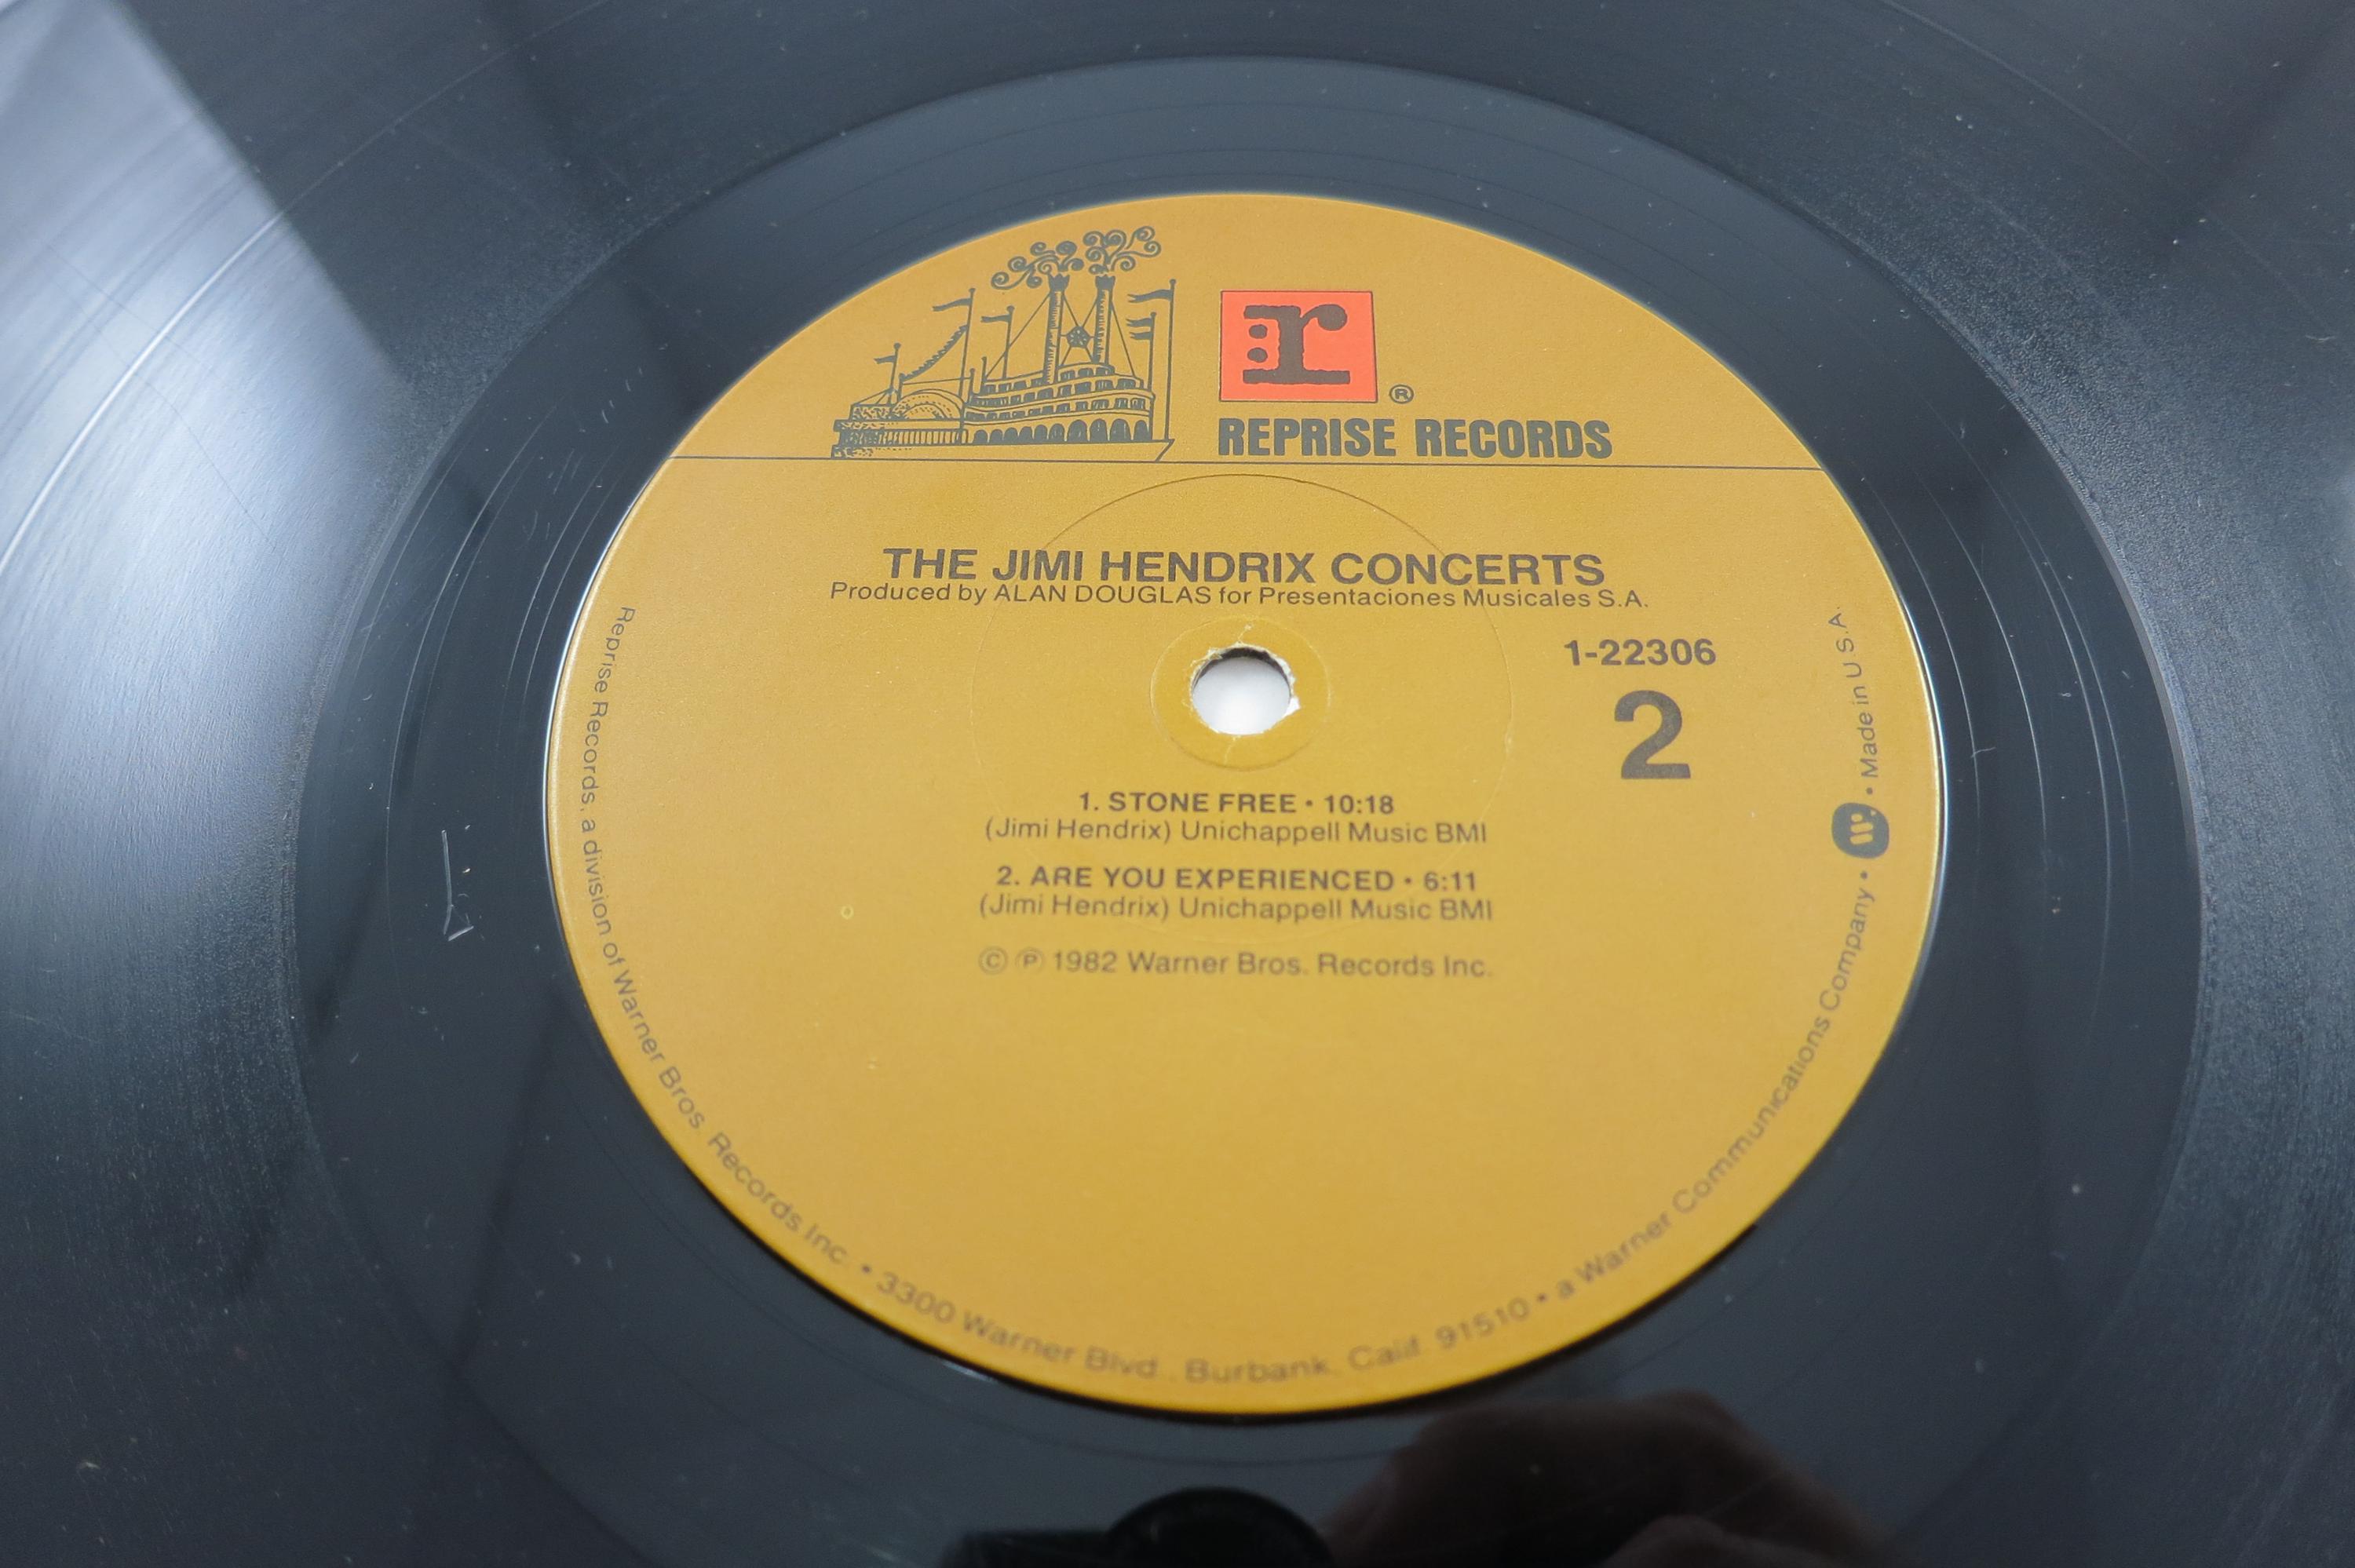 r
®
REPRISE RECORDS
THE JIMI HENDRIX CONCERTS
Produced by ALAN DOUGLAS for Presentaciones Musicales S.A.
1-22306
2
1. STONE FREE • 10:18
(Jimi Hendrix) Unichappell Music BMI
2. ARE YOU EXPERIENCED • 6:11
(Jimi Hendrix) Unichappell Music BMI
© ℗ 1982 Warner Bros. Records Inc.
Reprise Records, a division of Warner Bros. Records Inc. • 3300 Warner Blvd., Burbank, Calif. 91510 • a Warner Communications Company • W • Made in U.S.A.